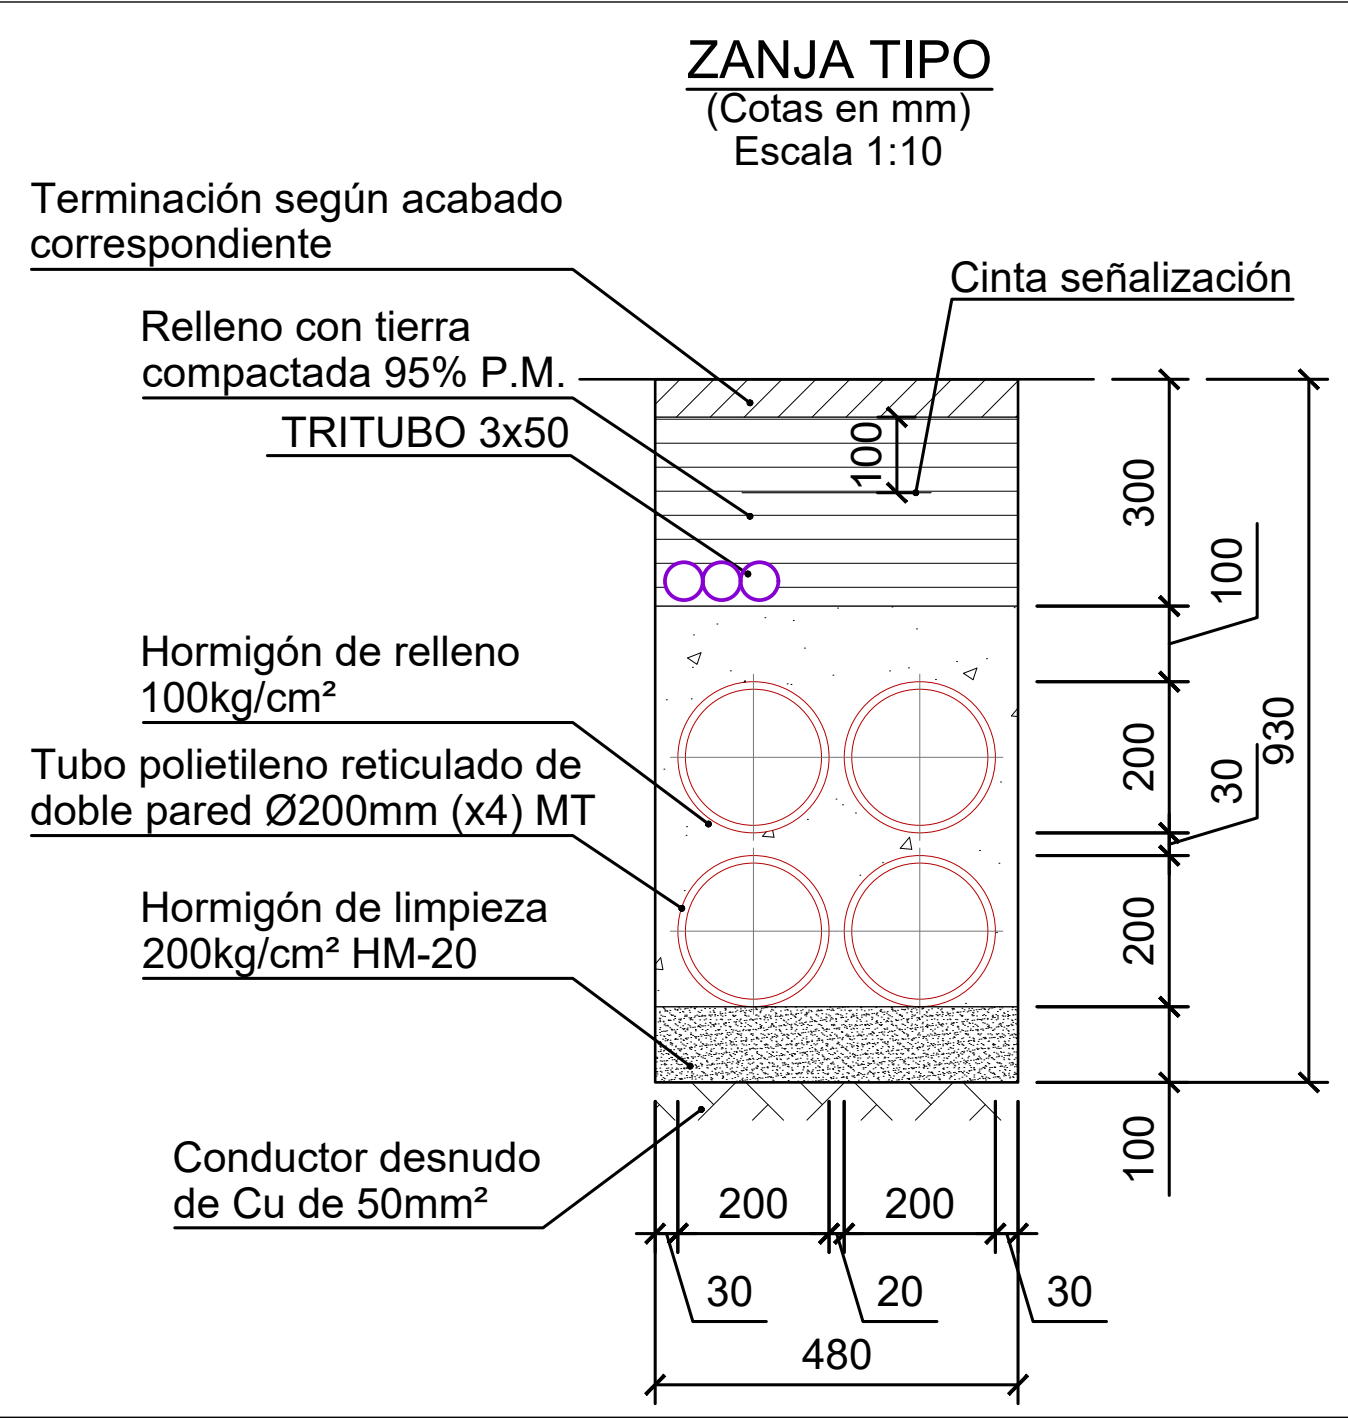 ZANJA TIPO
(Cotas en mm)
Escala 1:10
Terminación según acabado
correspondiente
Cinta señalización
Relleno con tierra
compactada 95% P.M.
TRITUBO 3x50
100
300
100
Hormigón de relleno
100kg/cm²
200
30
930
Tubo polietileno reticulado de
doble pared Ø200mm (x4) MT
Hormigón de limpieza
200kg/cm² HM-20
200
100
Conductor desnudo
de Cu de 50mm²
200
200
30
20
30
480